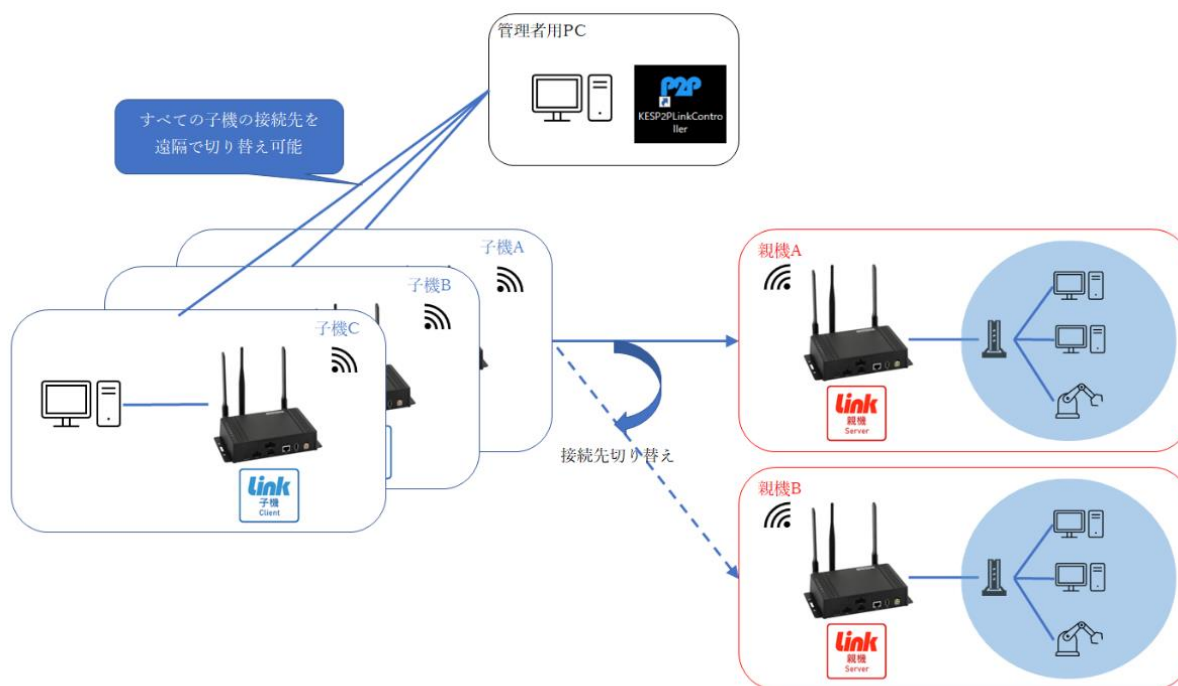 管理者用PC
P2P
KESP2PLinkContro
ller
すべての子機の接続先を
遠隔で切り替え可能
子機A
子機B
子機C
Link
子機
Client
接続先切り替え
親機A
Link
親機
Server
親機B
Link
親機
Server